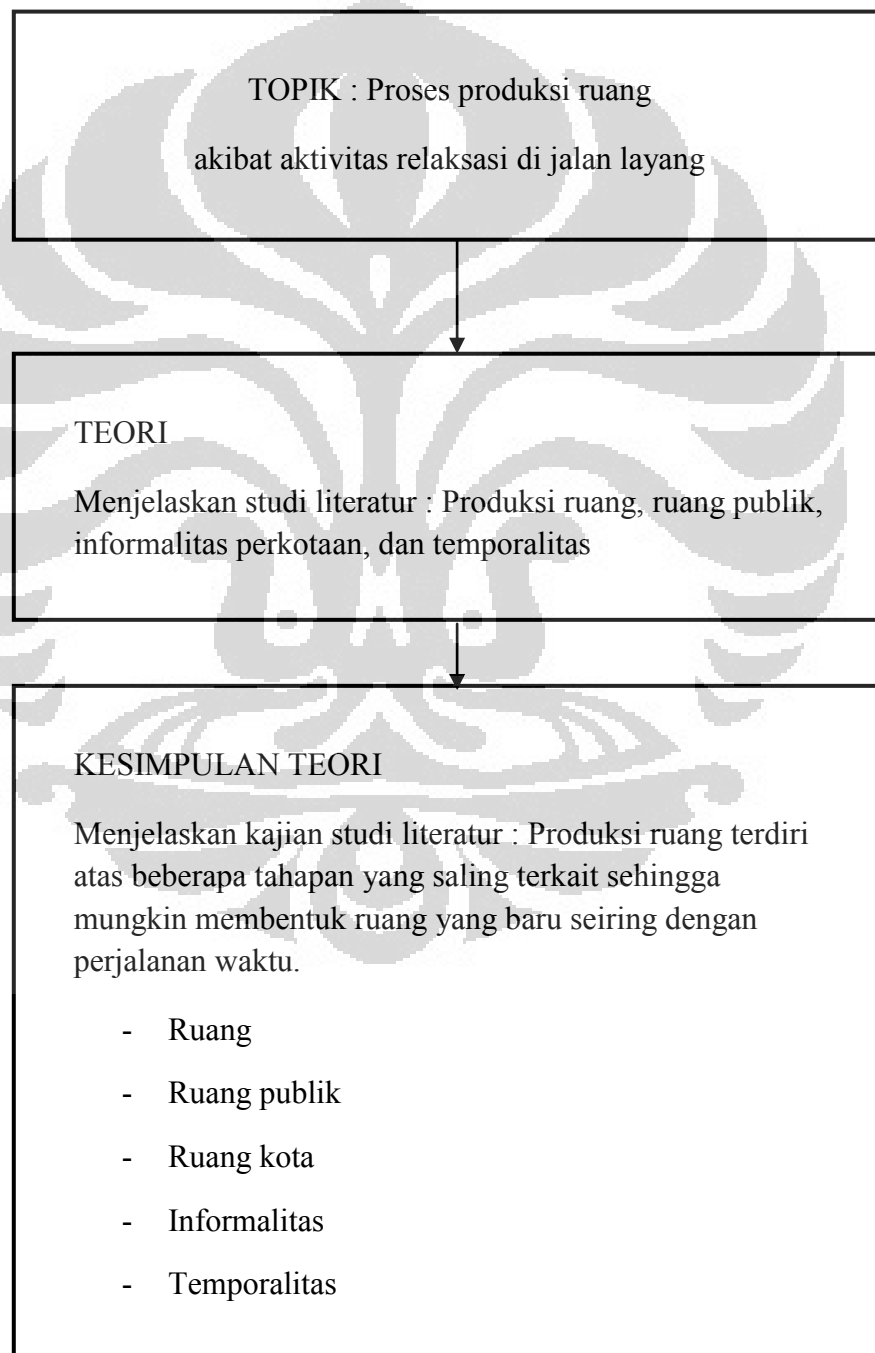 TOPIK : Proses produksi ruang
akibat aktivitas relaksasi di jalan layang
TEORI
Menjelaskan studi literatur : Produksi ruang, ruang publik,
informalitas perkotaan, dan temporalitas
KESIMPULAN TEORI
Menjelaskan kajian studi literatur : Produksi ruang terdiri
atas beberapa tahapan yang saling terkait sehingga
mungkin membentuk ruang yang baru seiring dengan
perjalanan waktu.
- Ruang
- Ruang publik
- Ruang kota
- Informalitas
- Temporalitas